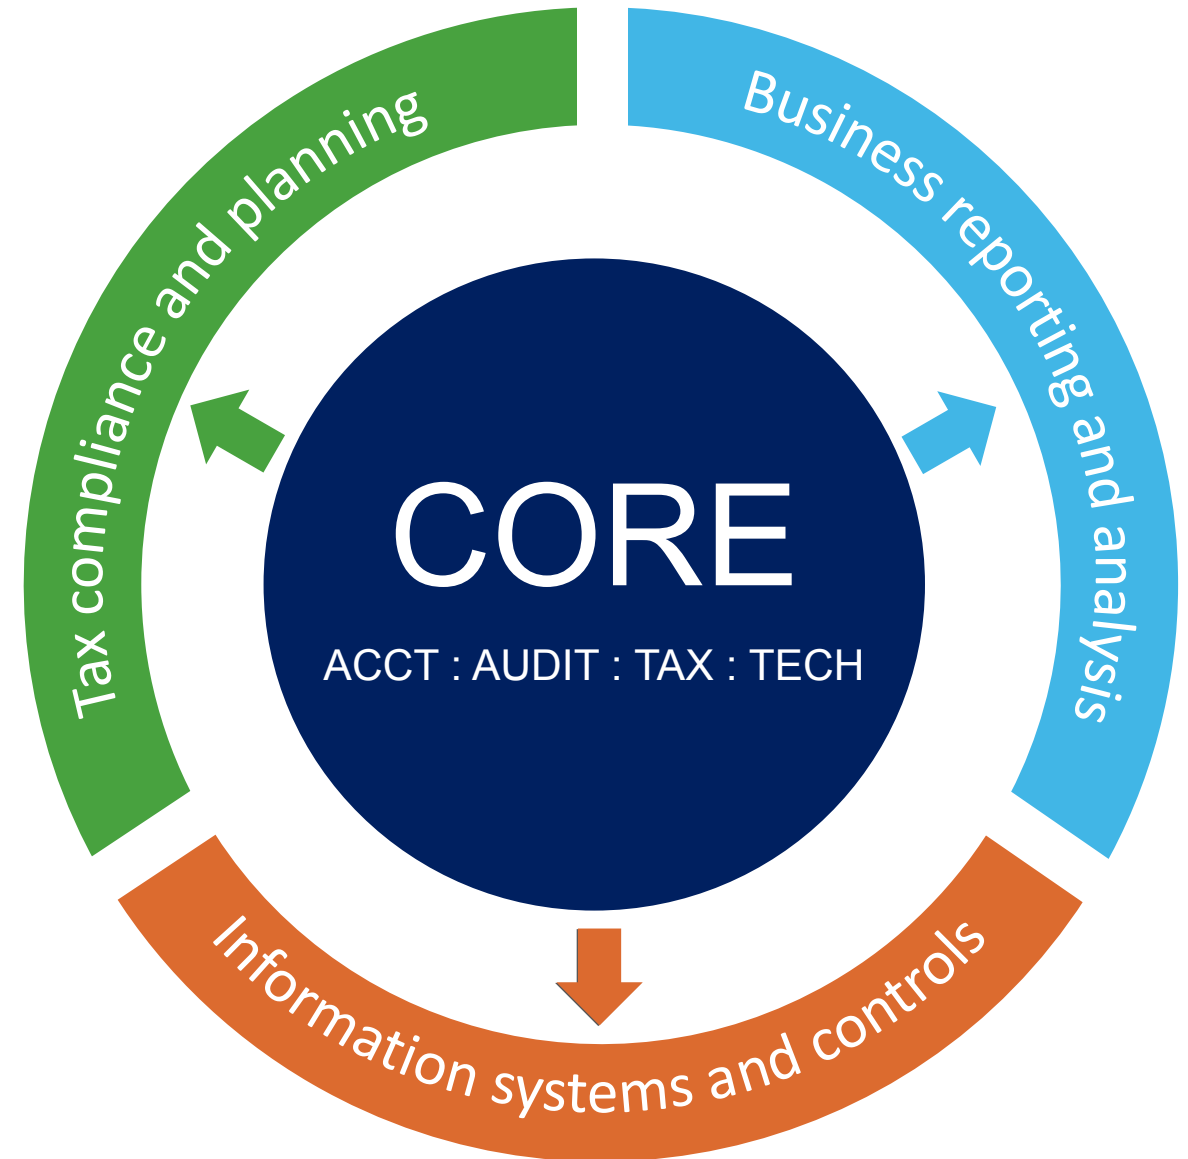 Tax compliance and planning
Business reporting and analysis
CORE
ACCT : AUDIT : TAX : TECH
Information systems and controls